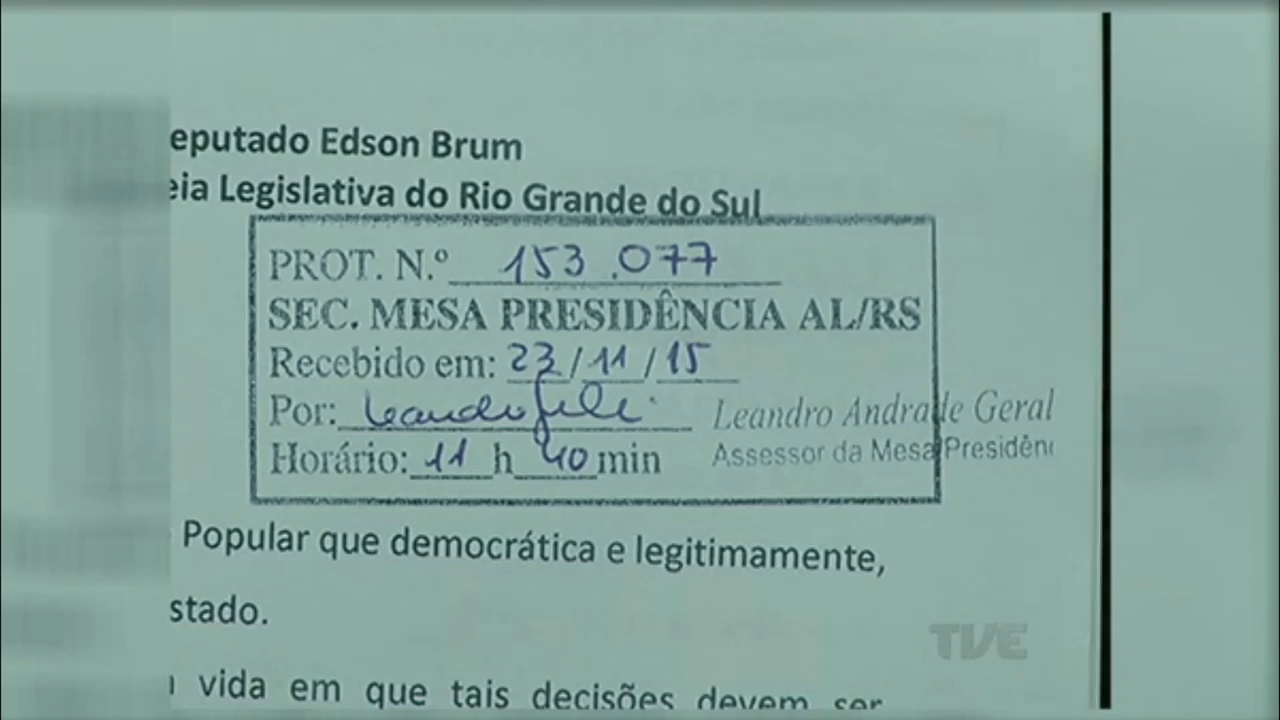 eputado Edson Brum
eia Legislativa do Rio Grande do Sul
PROT. N.º 153.077
SEC. MESA PRESIDÊNCIA AL/RS
Recebido em: 23/11/15
Por:
Leandro Andrade Geral
Horário: 11 h 40 min
Assessor da Mesa Presidên
Popular que democrática e legitimamente,
stado.
vida em que tais decisões devem ser
TVE